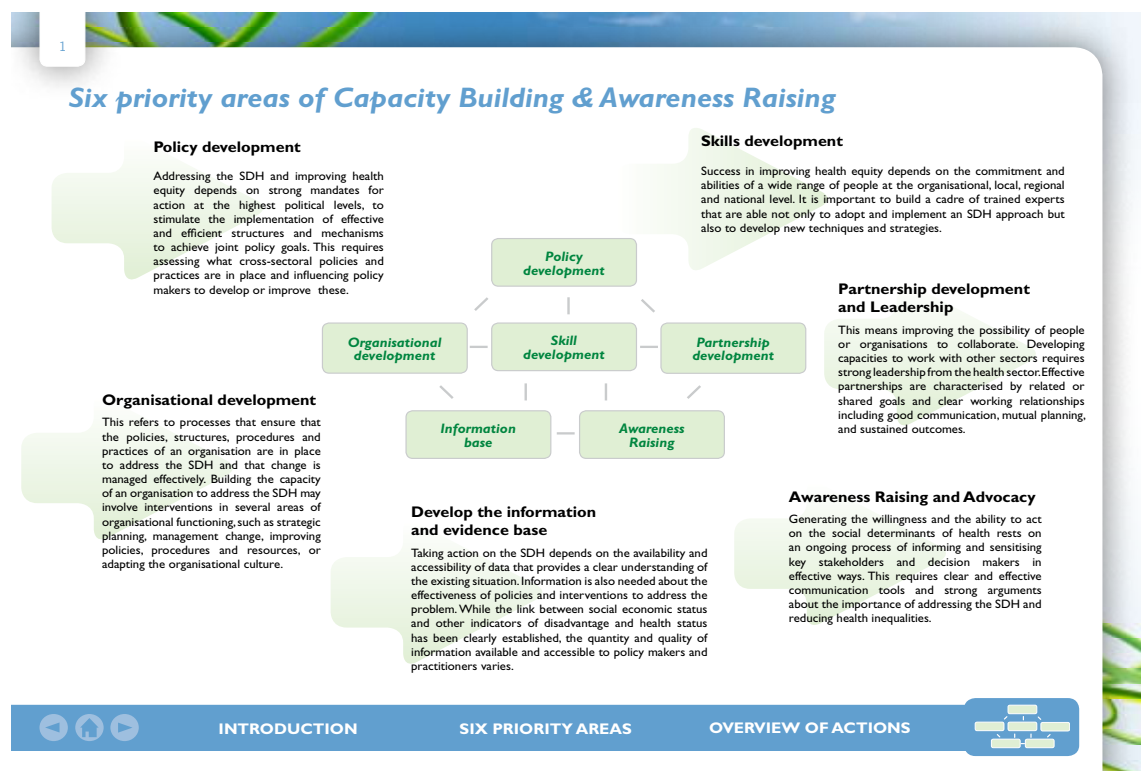 1
Six priority areas of Capacity Building & Awareness Raising
Policy development
Addressing the SDH and improving health
equity depends on strong mandates for
action at the highest political levels, to
stimulate the implementation of effective
and efficient structures and mechanisms
to achieve joint policy goals. This requires
assessing what cross-sectoral policies and
practices are in place and influencing policy
makers to develop or improve these.
Skills development
Success in improving health equity depends on the commitment and
abilities of a wide range of people at the organisational, local, regional
and national level. It is important to build a cadre of trained experts
that are able not only to adopt and implement an SDH approach but
also to develop new techniques and strategies.
Policy
development
Organisational
development
Skill
development
Partnership
development
Information
base
Awareness
Raising
Partnership development
and Leadership
This means improving the possibility of people
or organisations to collaborate. Developing
capacities to work with other sectors requires
strong leadership from the health sector. Effective
partnerships are characterised by related or
shared goals and clear working relationships
including good communication, mutual planning,
and sustained outcomes.
Organisational development
This refers to processes that ensure that
the policies, structures, procedures and
practices of an organisation are in place
to address the SDH and that change is
managed effectively. Building the capacity
of an organisation to address the SDH may
involve interventions in several areas of
organisational functioning, such as strategic
planning, management change, improving
policies, procedures and resources, or
adapting the organisational culture.
Develop the information
and evidence base
Taking action on the SDH depends on the availability and
accessibility of data that provides a clear understanding of
the existing situation. Information is also needed about the
effectiveness of policies and interventions to address the
problem. While the link between social economic status
and other indicators of disadvantage and health status
has been clearly established, the quantity and quality of
information available and accessible to policy makers and
practitioners varies.
Awareness Raising and Advocacy
Generating the willingness and the ability to act
on the social determinants of health rests on
an ongoing process of informing and sensitising
key stakeholders and decision makers in
effective ways. This requires clear and effective
communication tools and strong arguments
about the importance of addressing the SDH and
reducing health inequalities.
INTRODUCTION
SIX PRIORITY AREAS
OVERVIEW OF ACTIONS